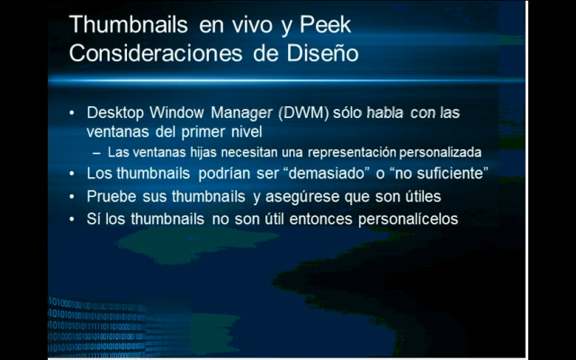 Thumbnails en vivo y Peek
Consideraciones de Diseño
• Desktop Window Manager (DWM) sólo habla con las
ventanas del primer nivel
– Las ventanas hijas necesitan una representación personalizada
• Los thumbnails podrían ser “demasiado” o “no suficiente”
• Pruebe sus thumbnails y asegúrese que son útiles
• Sí los thumbnails no son útil entonces personalícelos